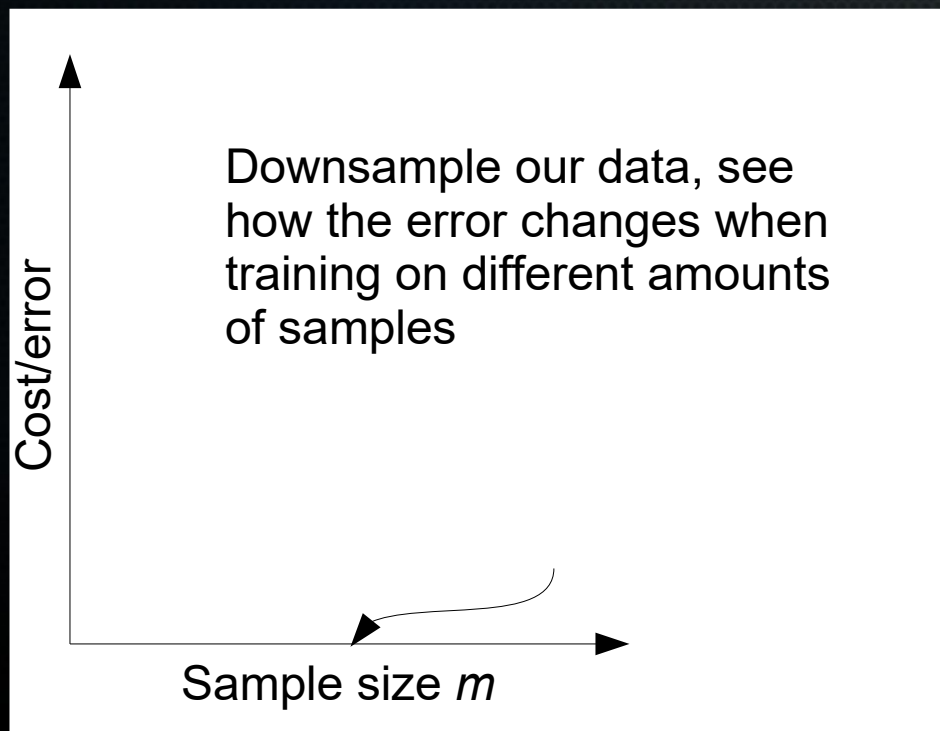 Downsample our data, see
how the error changes when
training on different amounts
of samples
Cost/error
Sample size m